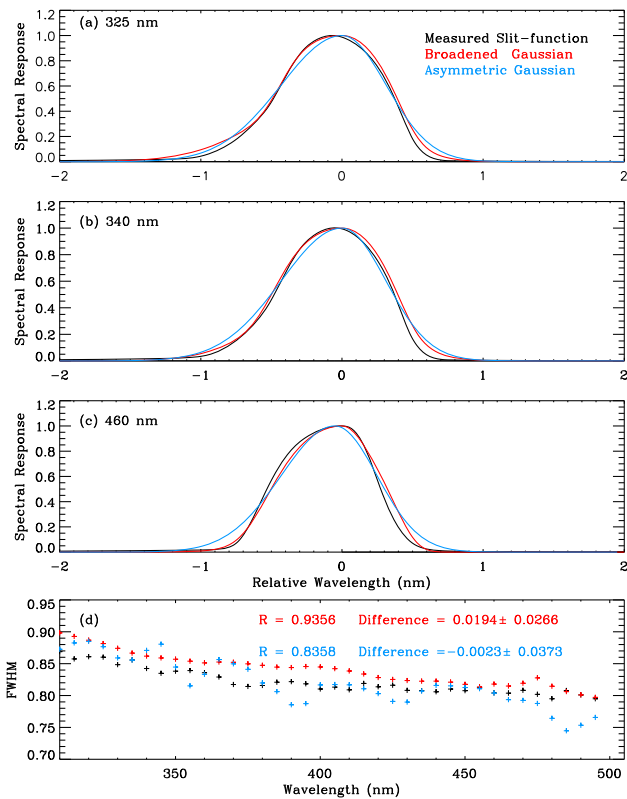 (a) 325 nm
Measured Slit-function
Broadened Gaussian
Asymmetric Gaussian
Spectral Response
1.2
1.0
0.8
0.6
0.4
0.2
0.0
-2 -1 0 1 2
(b) 340 nm
Spectral Response
1.2
1.0
0.8
0.6
0.4
0.2
0.0
-2 -1 0 1 2
(c) 460 nm
Spectral Response
1.2
1.0
0.8
0.6
0.4
0.2
0.0
-2 -1 0 1 2
Relative Wavelength (nm)
(d)
R = 0.9356 Difference = 0.0194± 0.0266
R = 0.8358 Difference =-0.0023± 0.0373
FWHM
0.95
0.90
0.85
0.80
0.75
0.70
350 400 450 500
Wavelength (nm)